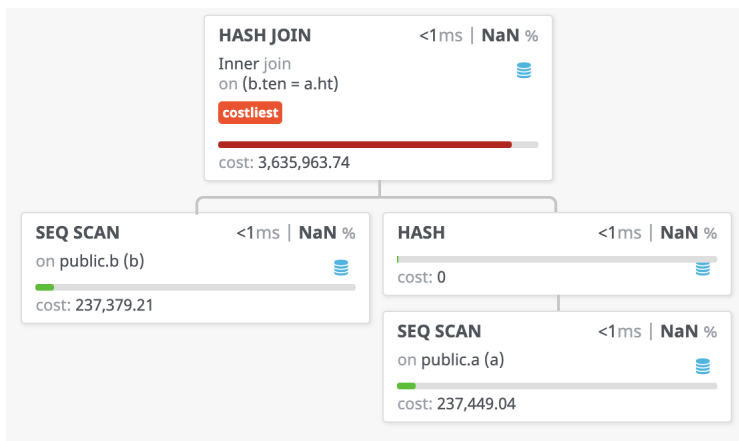 HASH JOIN <1ms | NaN %
Inner join
on (b.ten = a.ht)
costliest
cost: 3,635,963.74
SEQ SCAN <1ms | NaN %
on public.b (b)
cost: 237,379.21
HASH <1ms | NaN %
cost: 0
SEQ SCAN <1ms | NaN %
on public.a (a)
cost: 237,449.04